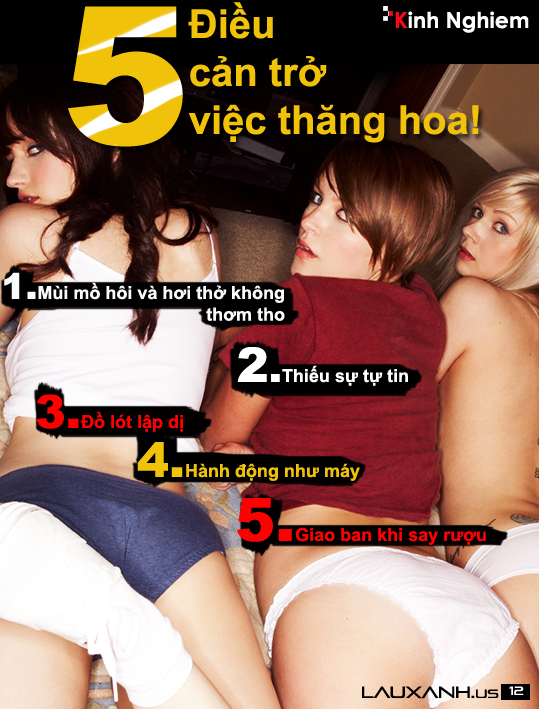 Kinh Nghiem
5 Điều
cản trở
việc thăng hoa!
1.Mùi mồ hôi và hơi thở không
thơm tho
2.Thiếu sự tự tin
3.Đồ lót lập dị
4.Hành động như máy
5.Giao ban khi say rượu
LAUXANH.us 12